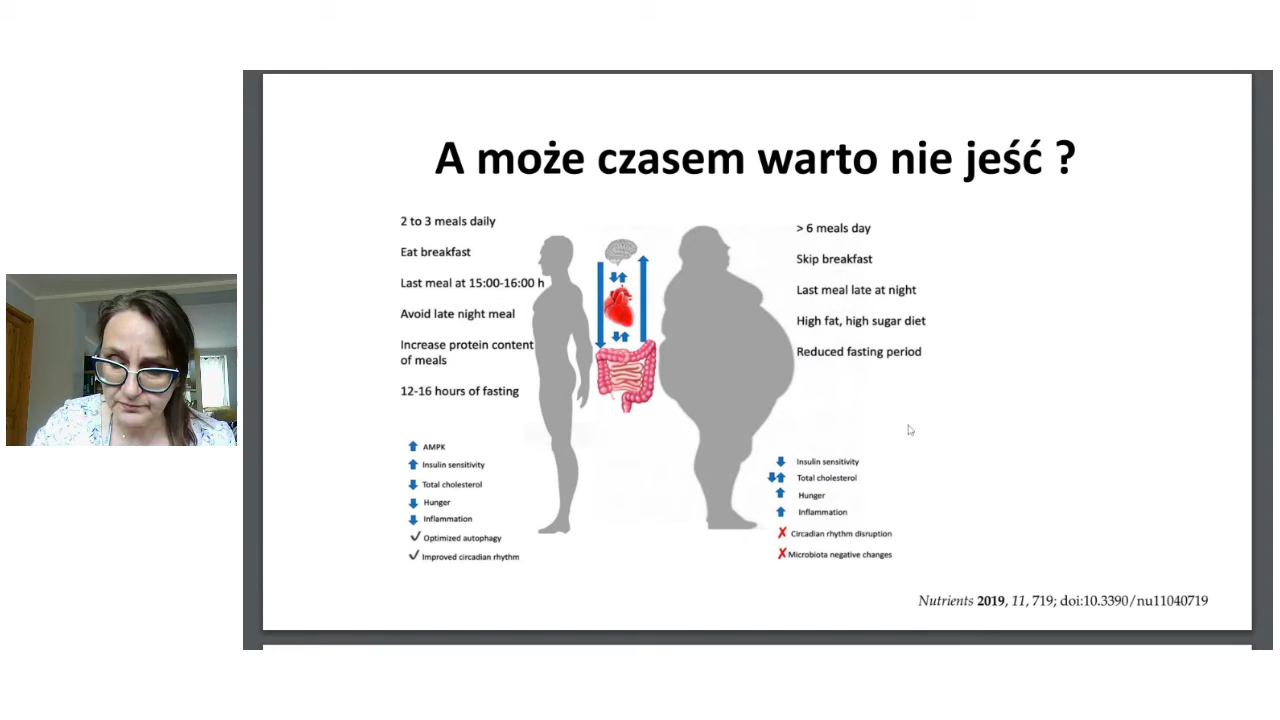 A może czasem warto nie jeść ?
2 to 3 meals daily
Eat breakfast
Last meal at 15:00-16:00 h
Avoid late night meal
Increase protein content
of meals
12-16 hours of fasting
AMPK
Insulin sensitivity
Total cholesterol
Hunger
Inflammation
Optimized autophagy
Improved circadian rhythm
> 6 meals day
Skip breakfast
Last meal late at night
High fat, high sugar diet
Reduced fasting period
Insulin sensitivity
Total cholesterol
Hunger
Inflammation
Circadian rhythm disruption
Microbiota negative changes
Nutrients 2019, 11, 719; doi:10.3390/nu11040719